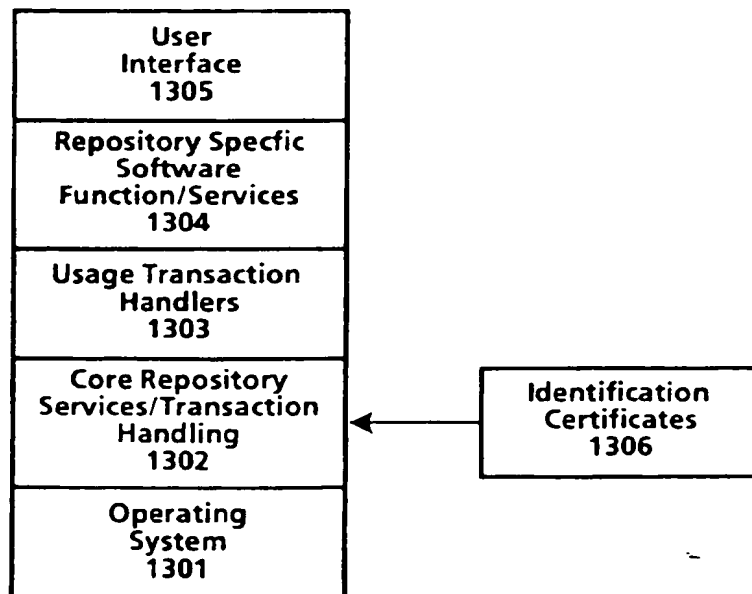 User
Interface
1305
Repository Specfic
Software
Function/Services
1304
Usage Transaction
Handlers
1303
Core Repository
Services/Transaction
Handling
1302
Identification
Certificates
1306
Operating
System
1301